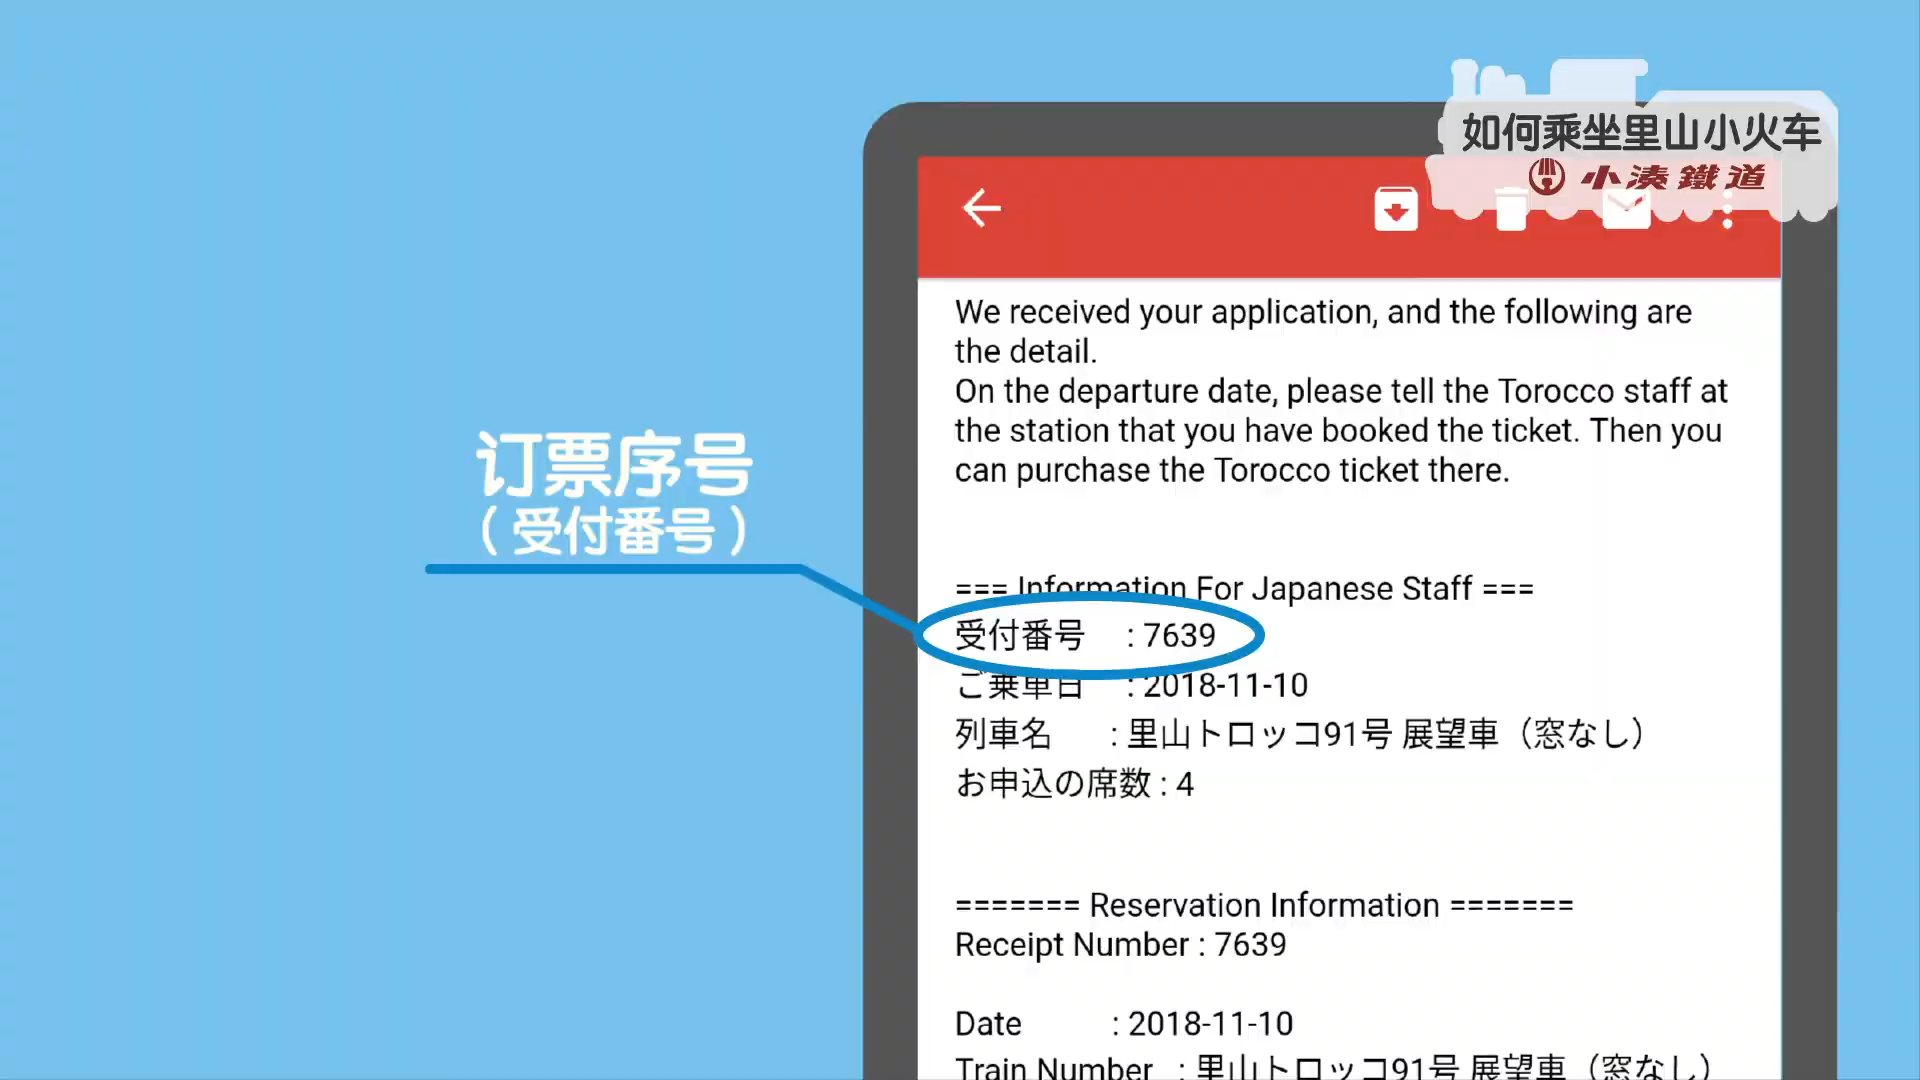 如何乘坐里山小火车
小湊鐵道
We received your application, and the following are
the detail.
On the departure date, please tell the Torocco staff at
the station that you have booked the ticket. Then you
can purchase the Torocco ticket there.
订票序号
（受付番号）
=== Information For Japanese Staff ===
受付番号 : 7639
ご乗車日 : 2018-11-10
列車名 : 里山トロッコ91号 展望車（窓なし）
お申込の席数 : 4
======= Reservation Information =======
Receipt Number : 7639
Date : 2018-11-10
Train Number : 里山トロッコ91号 展望車（窓なし）